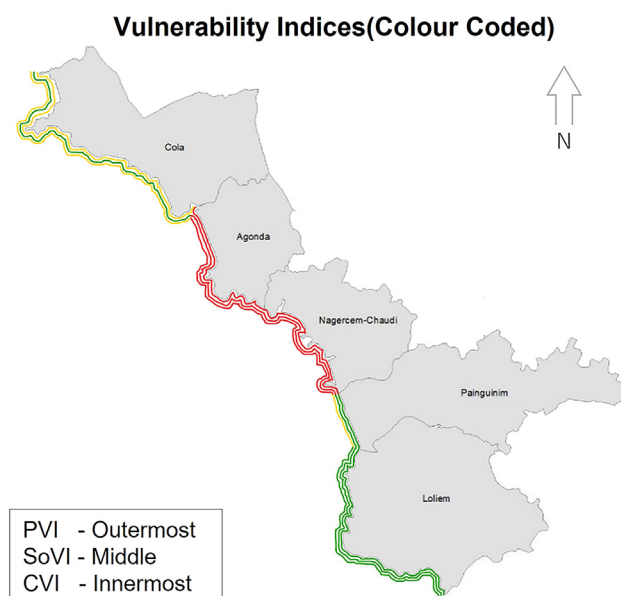 Vulnerability Indices(Colour Coded)
N
Cola
Agonda
Nagercem-Chaudi
Painguinim
Loliem
PVI - Outermost
SoVI - Middle
CVI - Innermost